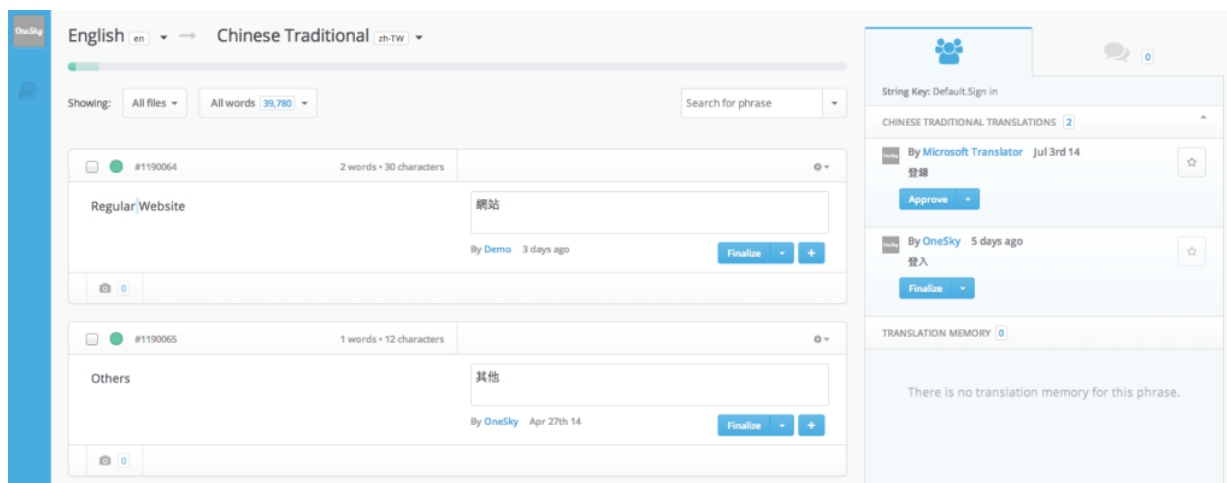 OneSky
English en → Chinese Traditional zh-TW
Showing: All files All words 39,780 Search for phrase
#1190064 2 words • 30 characters
Regular Website 網站
By Demo 3 days ago Finalize +
0
#1190065 1 words • 12 characters
Others 其他
By OneSky Apr 27th 14 Finalize +
0
0
String Key: Default.Sign in
CHINESE TRADITIONAL TRANSLATIONS 2
By Microsoft Translator Jul 3rd 14
登錄
Approve
By OneSky 5 days ago
登入
Finalize
TRANSLATION MEMORY 0
There is no translation memory for this phrase.